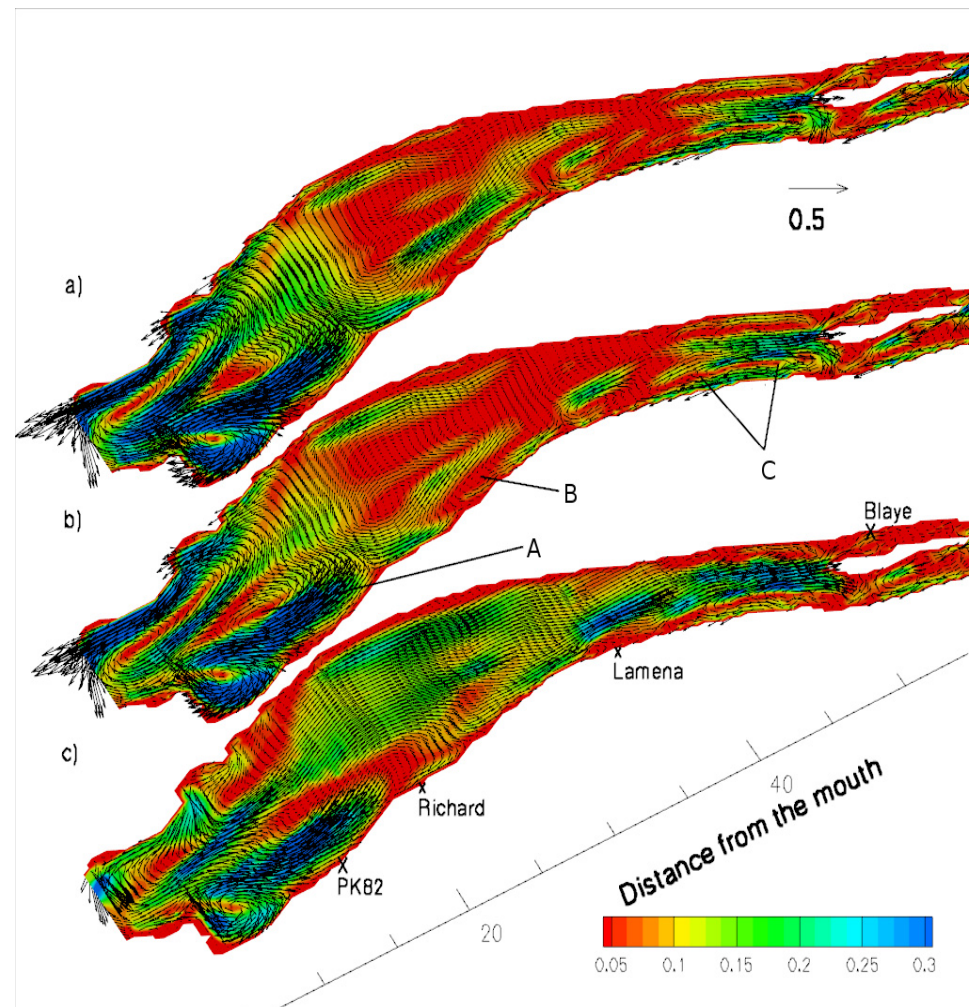 0.5
a)
C
B
b)
Blaye
A
Lamena
c)
40
Richard
Distance from the mouth
PK82
20
0.05 0.1 0.15 0.2 0.25 0.3